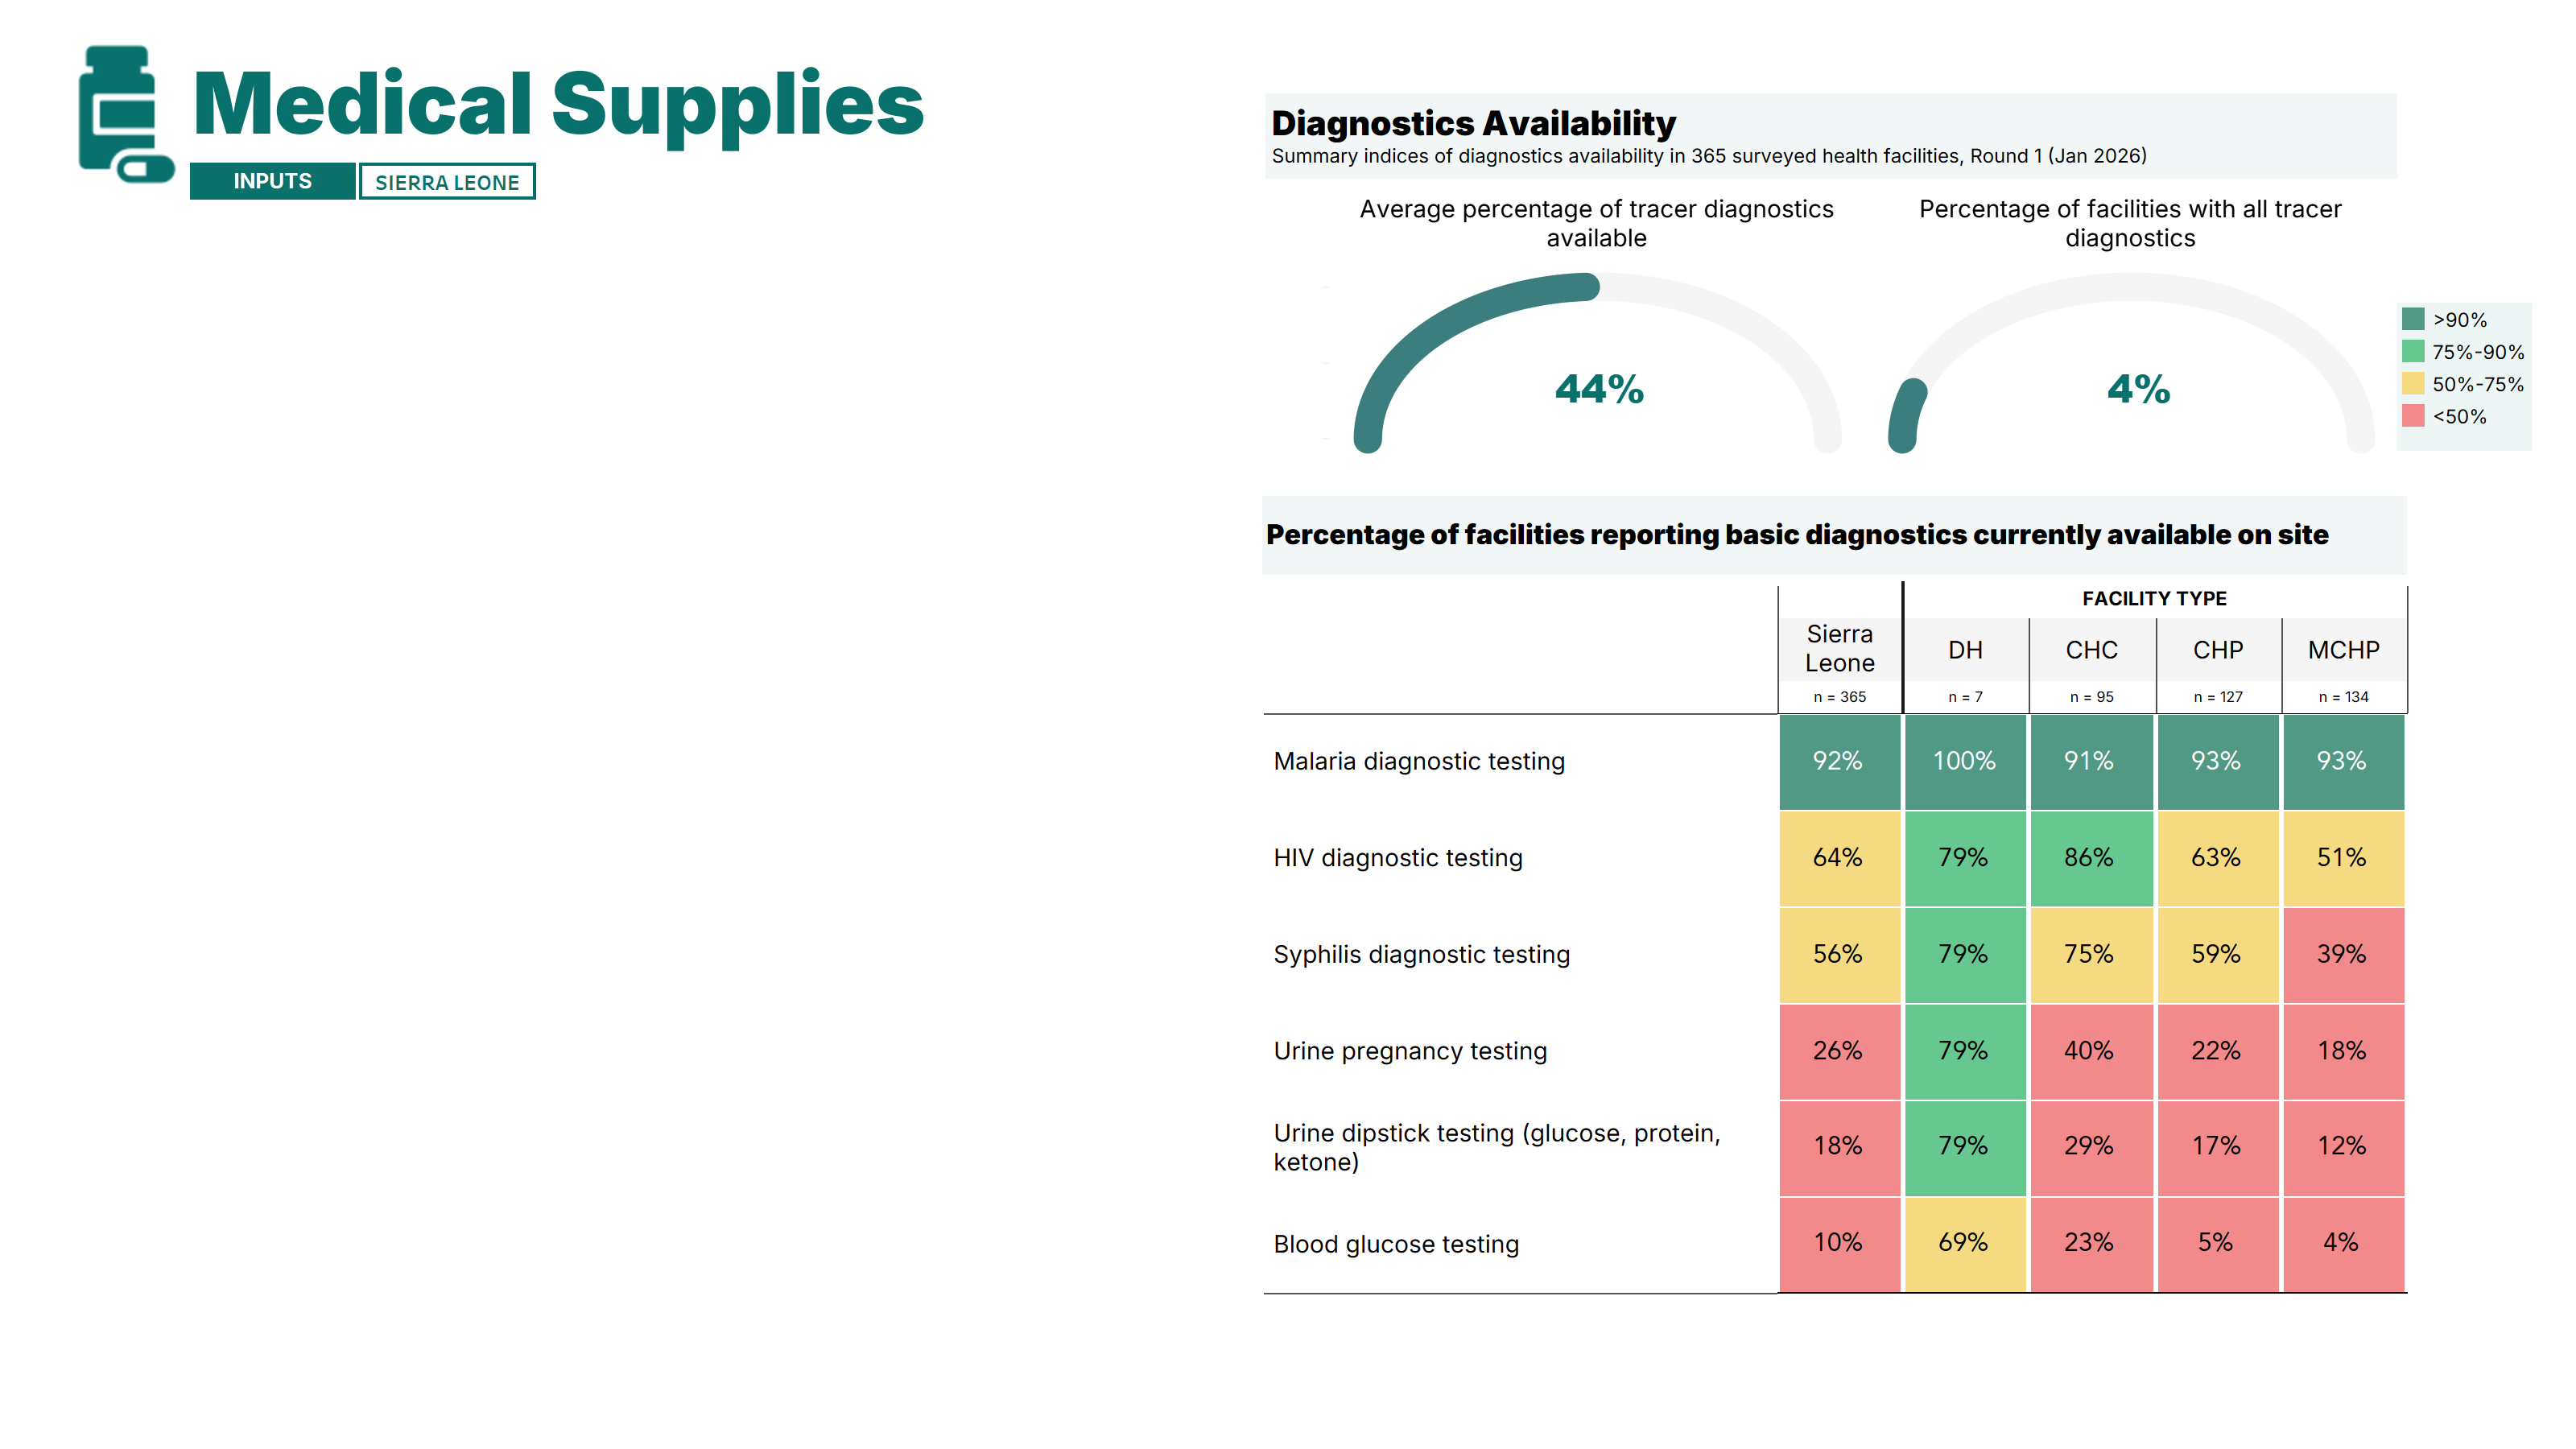 Medical Supplies
INPUTS
SIERRA LEONE
Diagnostics Availability
Summary indices of diagnostics availability in 365 surveyed health facilities, Round 1 (Jan 2026)
Average percentage of tracer diagnostics
available
44%
Percentage of facilities with all tracer
diagnostics
4%
>90%
75%-90%
50%-75%
<50%
Percentage of facilities reporting basic diagnostics currently available on site
FACILITY TYPE
Sierra
Leone
DH
CHC
CHP
MCHP
n = 365
n = 7
n = 95
n = 127
n = 134
Malaria diagnostic testing
92%
100%
91%
93%
93%
HIV diagnostic testing
64%
79%
86%
63%
51%
Syphilis diagnostic testing
56%
79%
75%
59%
39%
Urine pregnancy testing
26%
79%
40%
22%
18%
Urine dipstick testing (glucose, protein,
ketone)
18%
79%
29%
17%
12%
Blood glucose testing
10%
69%
23%
5%
4%